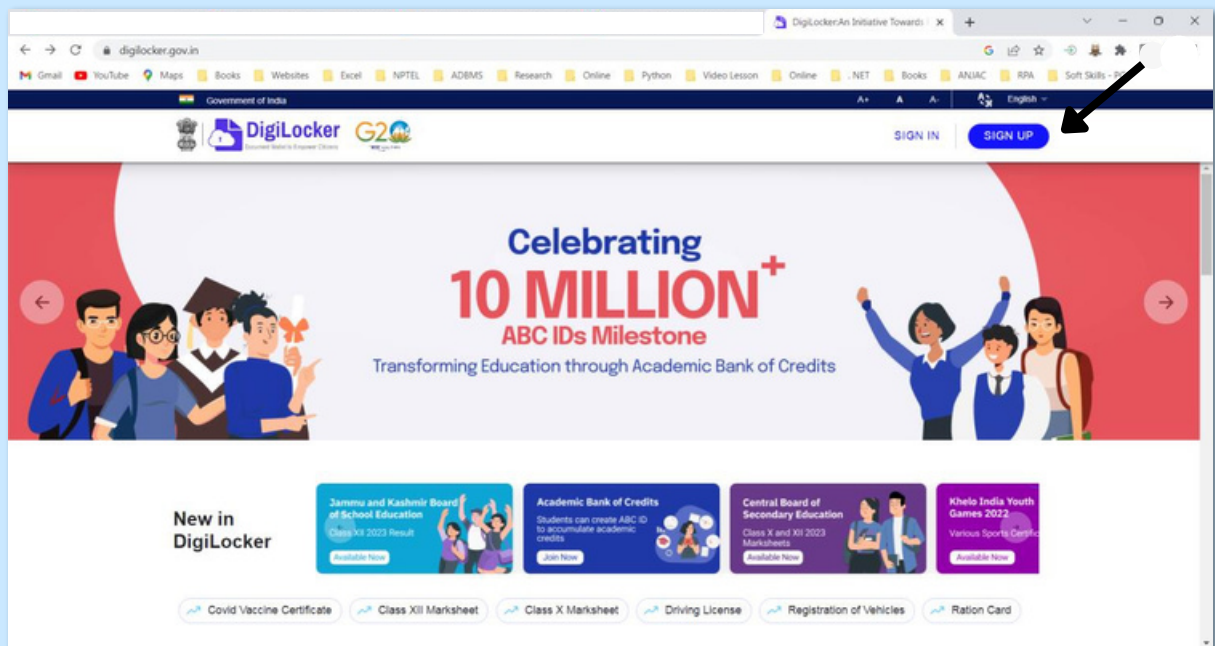 DigiLocker:An Initiative Towards
digilocker.gov.in
Gmail YouTube Maps Books Websites Excel NPTEL ADBMS Research Online Python Video Lesson Online .NET Books ANJAC RPA Soft Skills -
Government of India A+ A A- English
DigiLocker G20
Document Wallet to Empower Citizens
SIGN IN SIGN UP
Celebrating
10 MILLION+
ABC IDs Milestone
Transforming Education through Academic Bank of Credits
New in
DigiLocker
Jammu and Kashmir Board
of School Education
Class XII 2023 Result
Available Now
Academic Bank of Credits
Students can create ABC ID
to accumulate academic
credits
Join Now
Central Board of
Secondary Education
Class X and XII 2023
Marksheets
Available Now
Khelo India Youth
Games 2022
Various Sports Certific
Available Now
Covid Vaccine Certificate Class XII Marksheet Class X Marksheet Driving License Registration of Vehicles Ration Card